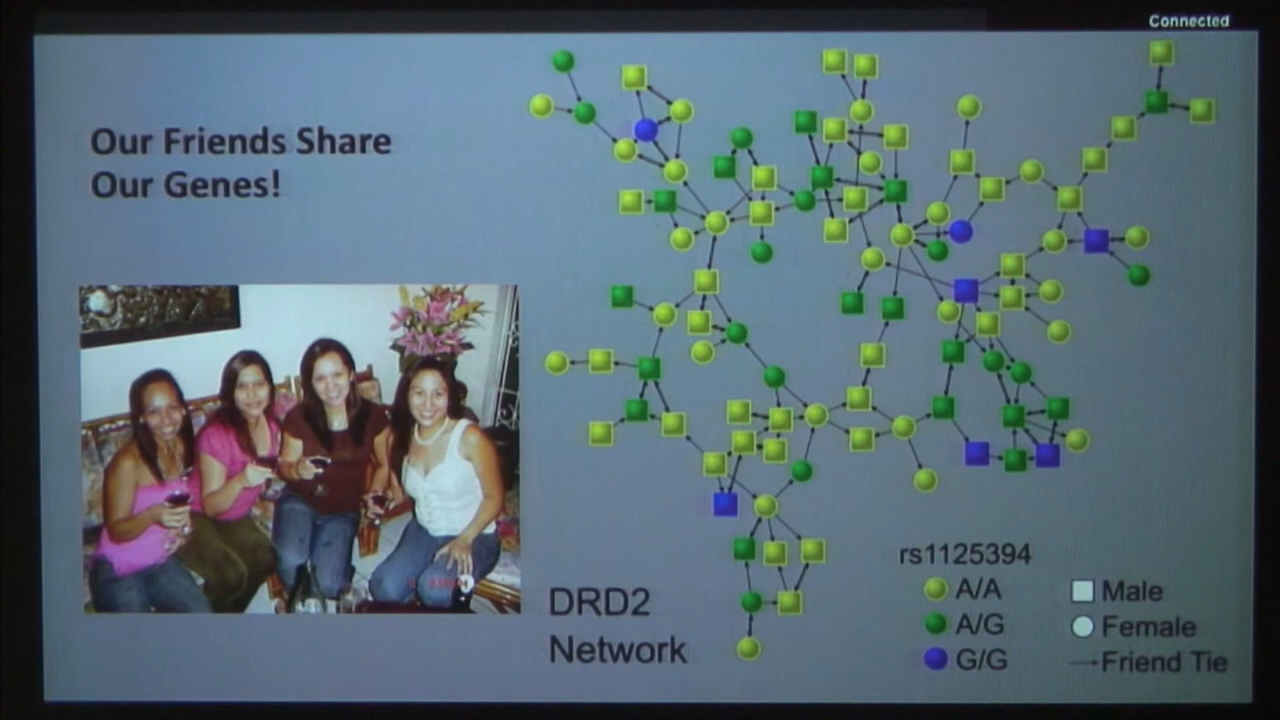 Connected
Our Friends Share
Our Genes!
DRD2
Network
rs1125394
A/A
A/G
G/G
Male
Female
Friend Tie